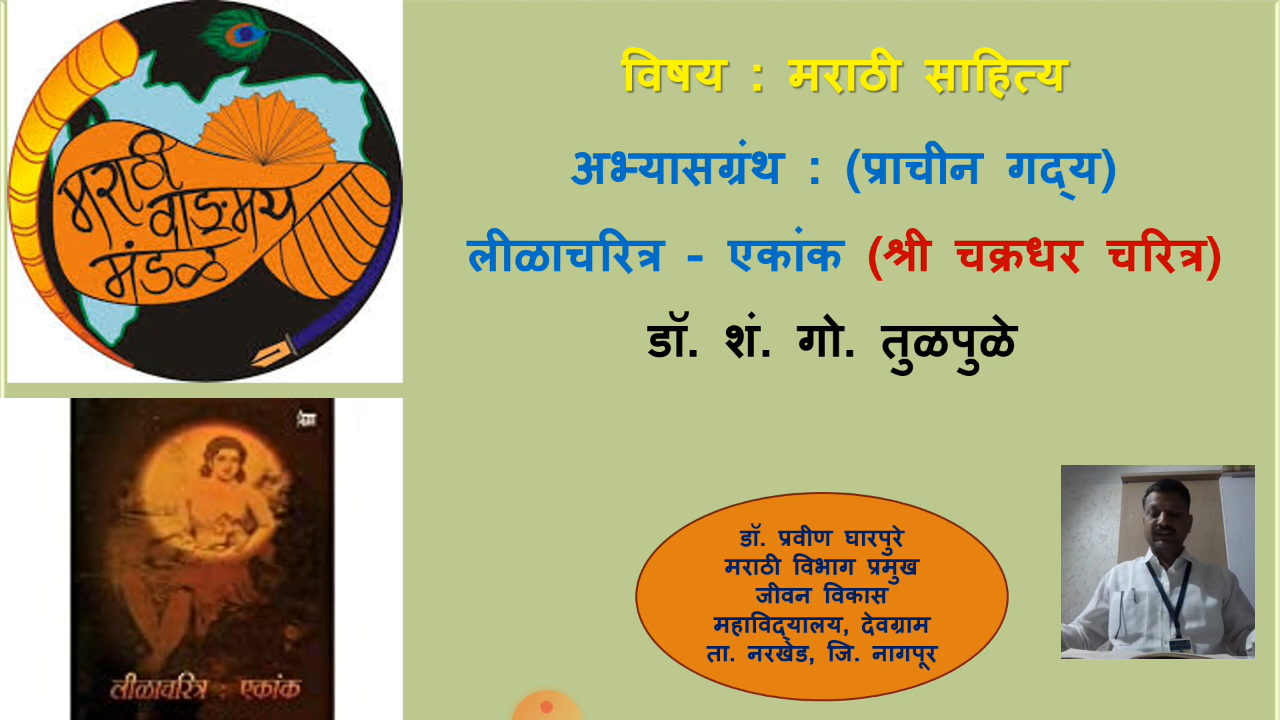 मराठी
वाङ्मय
मंडळ
विषय : मराठी साहित्य
अभ्यासग्रंथ : (प्राचीन गद्‌य)
लीळाचरित्र - एकांक (श्री चक्रधर चरित्र)
डॉ. शं. गो. तुळपुळे
लीळाचरित्र : एकांक
डॉ. प्रवीण घारपुरे
मराठी विभाग प्रमुख
जीवन विकास
महाविद्‌यालय, देवग्राम
ता. नरखेड, जि. नागपूर